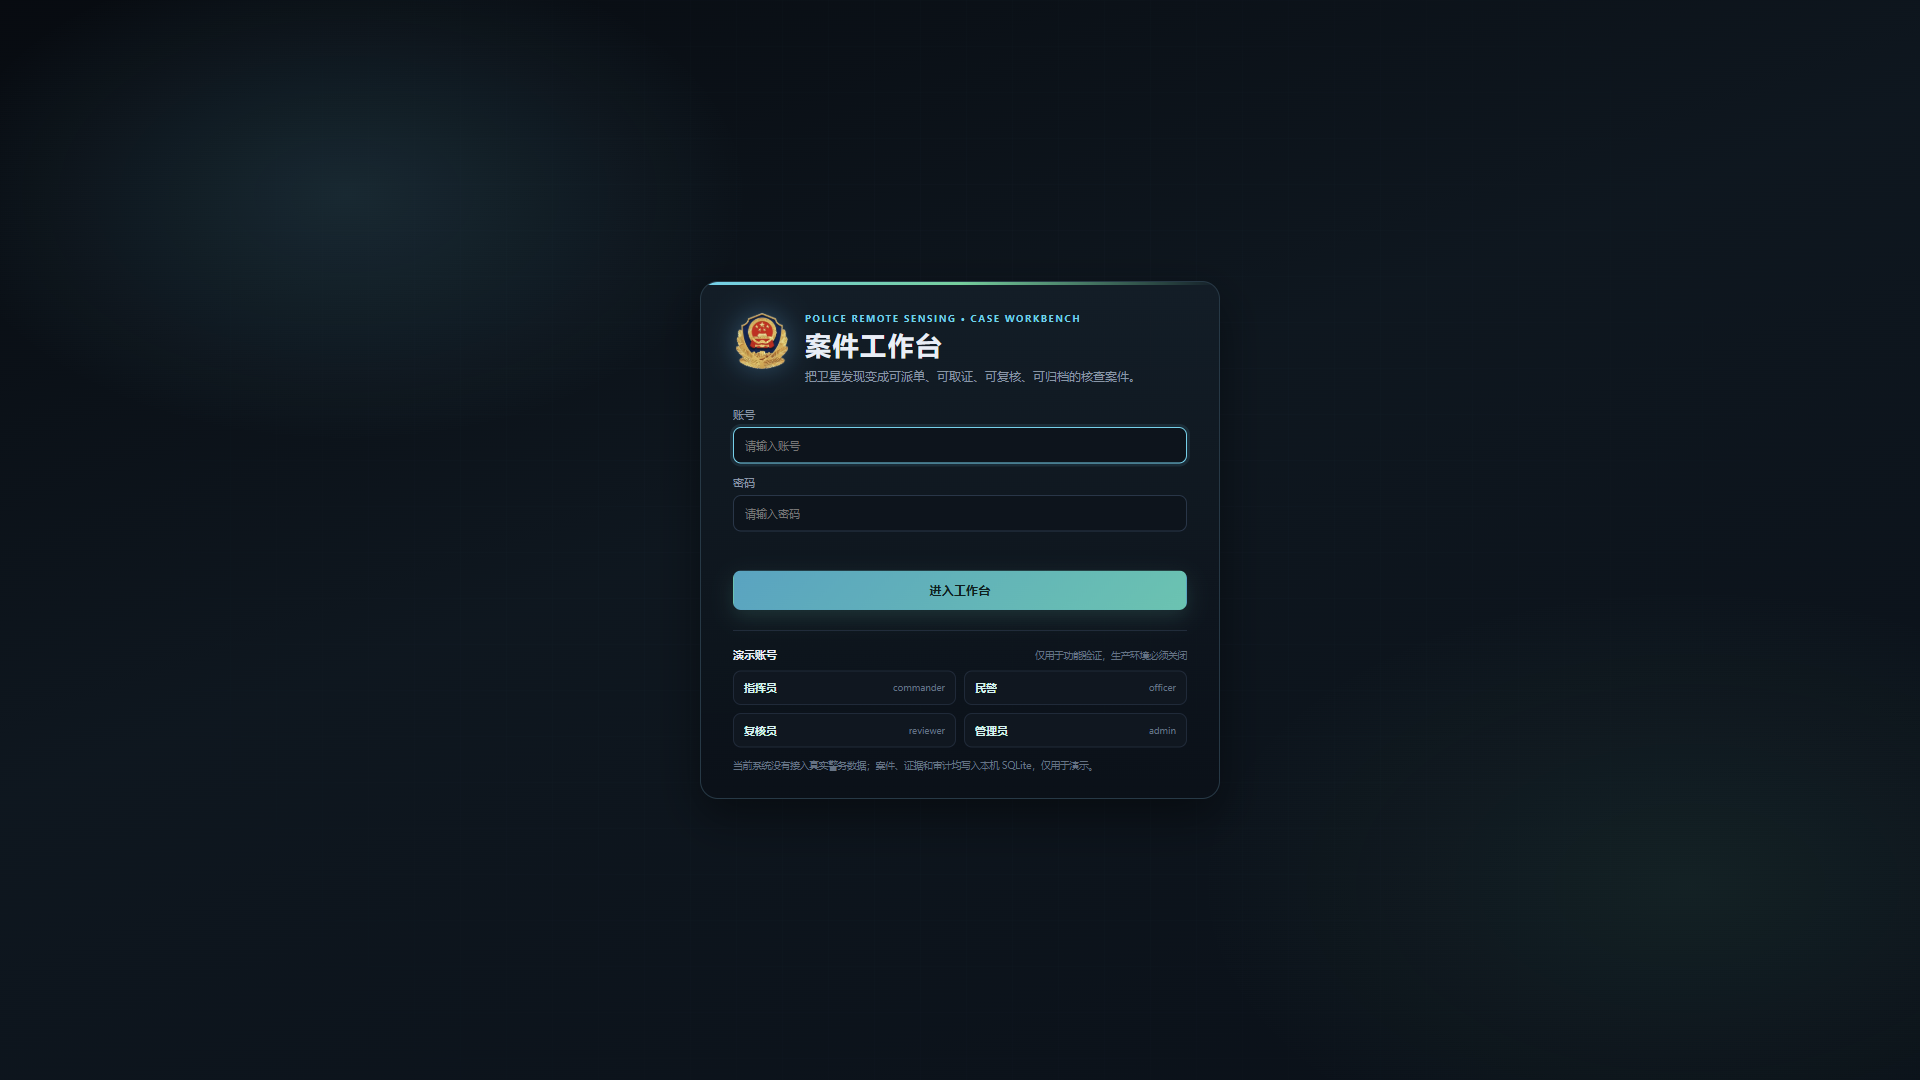 POLICE REMOTE SENSING • CASE WORKBENCH
案件工作台
把卫星发现变成可派单、可取证、可复核、可归档的核查案件。
账号
请输入账号
密码
请输入密码
进入工作台
演示账号 仅用于功能验证，生产环境必须关闭
指挥员 commander 民警 officer
复核员 reviewer 管理员 admin
当前系统没有接入真实警务数据；案件、证据和审计均写入本机 SQLite，仅用于演示。